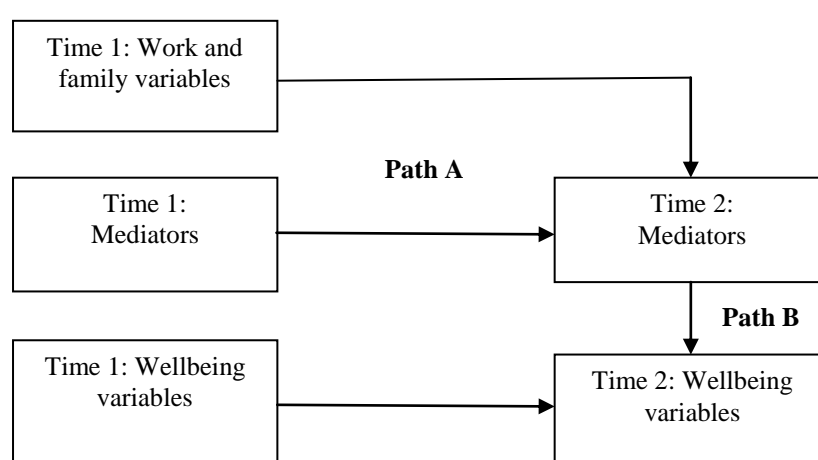 Time 1: Work and
family variables
Path A
Time 1:
Mediators
Time 2:
Mediators
Path B
Time 1: Wellbeing
variables
Time 2: Wellbeing
variables